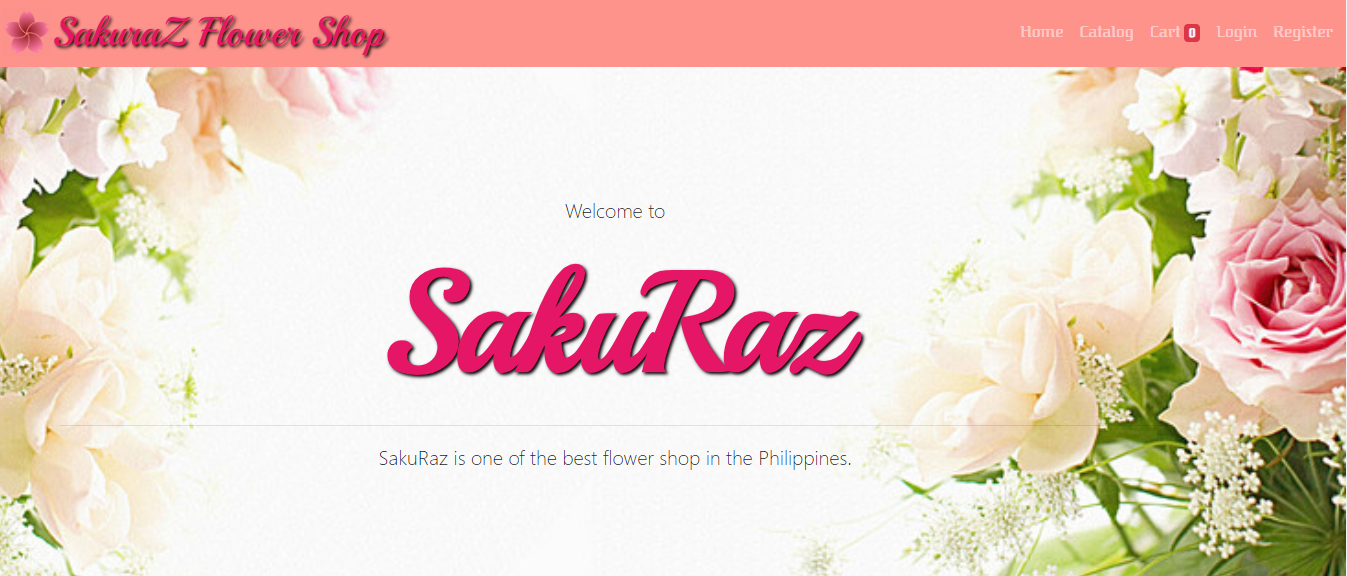 SakuraZ Flower Shop
Home Catalog Cart 0 Login Register
Welcome to
SakuRaz
SakuRaz is one of the best flower shop in the Philippines.